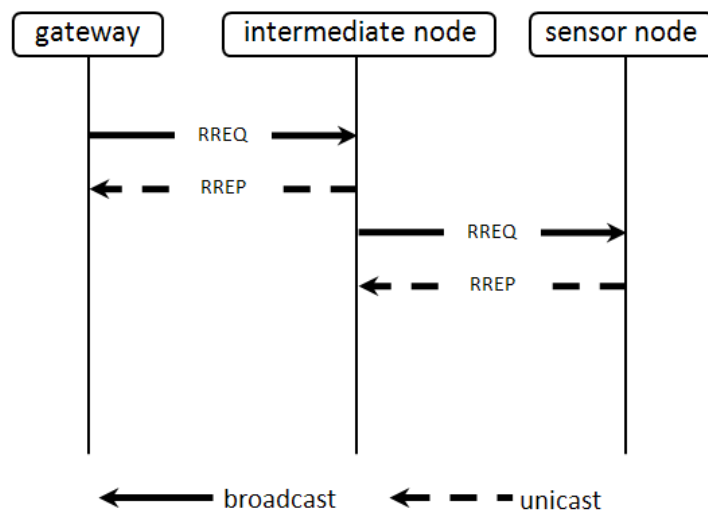 gateway
intermediate node
sensor node
RREQ
RREP
RREQ
RREP
broadcast
unicast